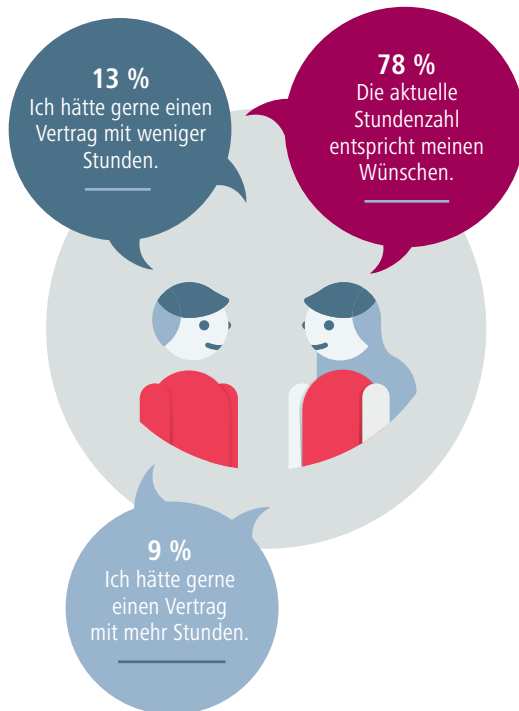 13 %
Ich hätte gerne einen
Vertrag mit weniger
Stunden.
78 %
Die aktuelle
Stundenzahl
entspricht meinen
Wünschen.
9 %
Ich hätte gerne
einen Vertrag
mit mehr Stunden.